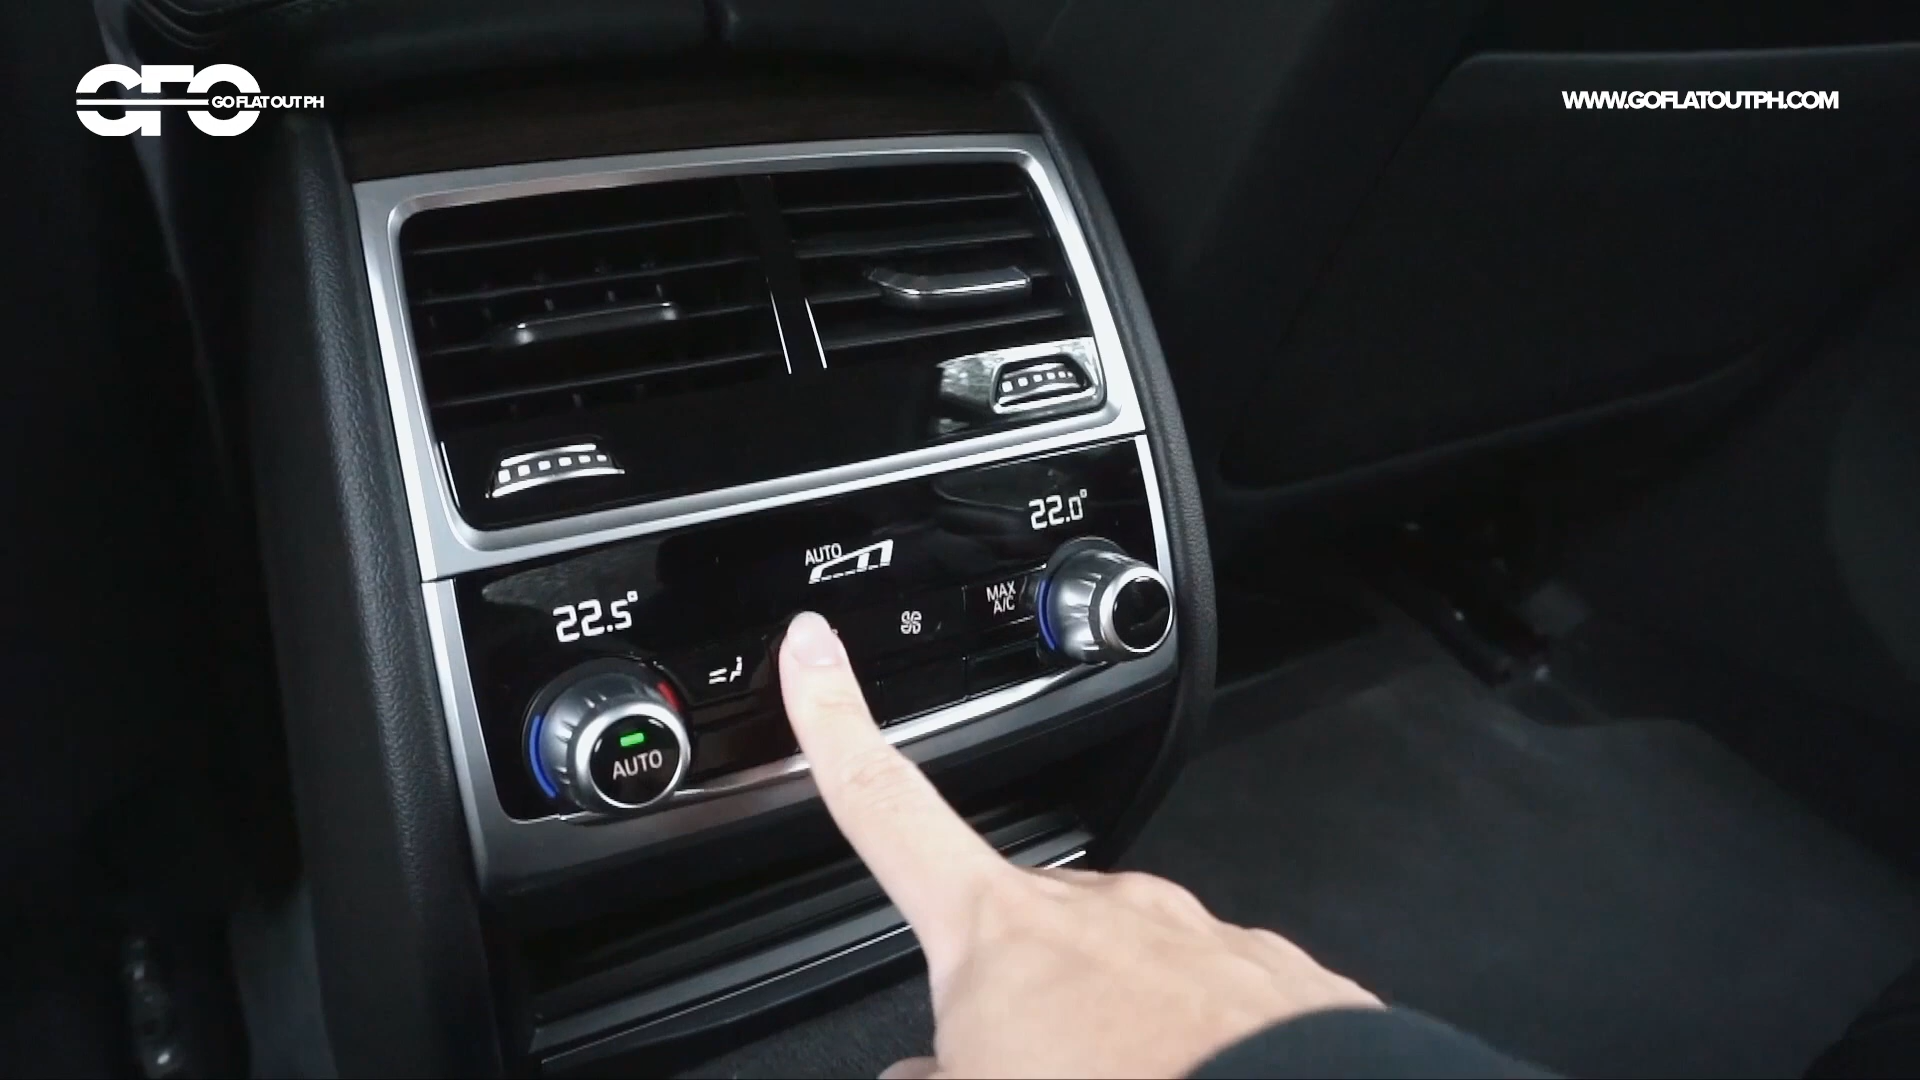 GFO
GO FLAT OUT PH
WWW.GOFLATOUTPH.COM
22.0°
AUTO
22.5°
MAX
A/C
AUTO